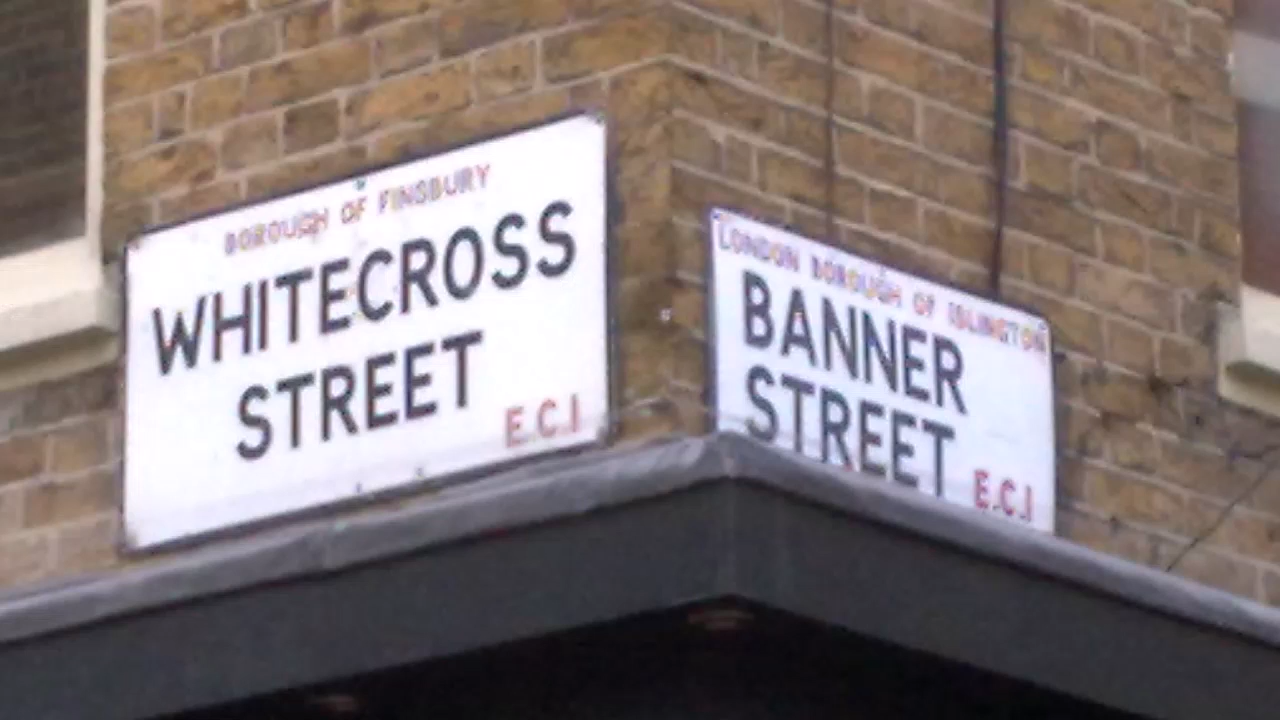 BOROUGH OF FINSBURY
WHITECROSS
STREET
E.C.1
LONDON BOROUGH OF ISLINGTON
BANNER
STREET
E.C.1